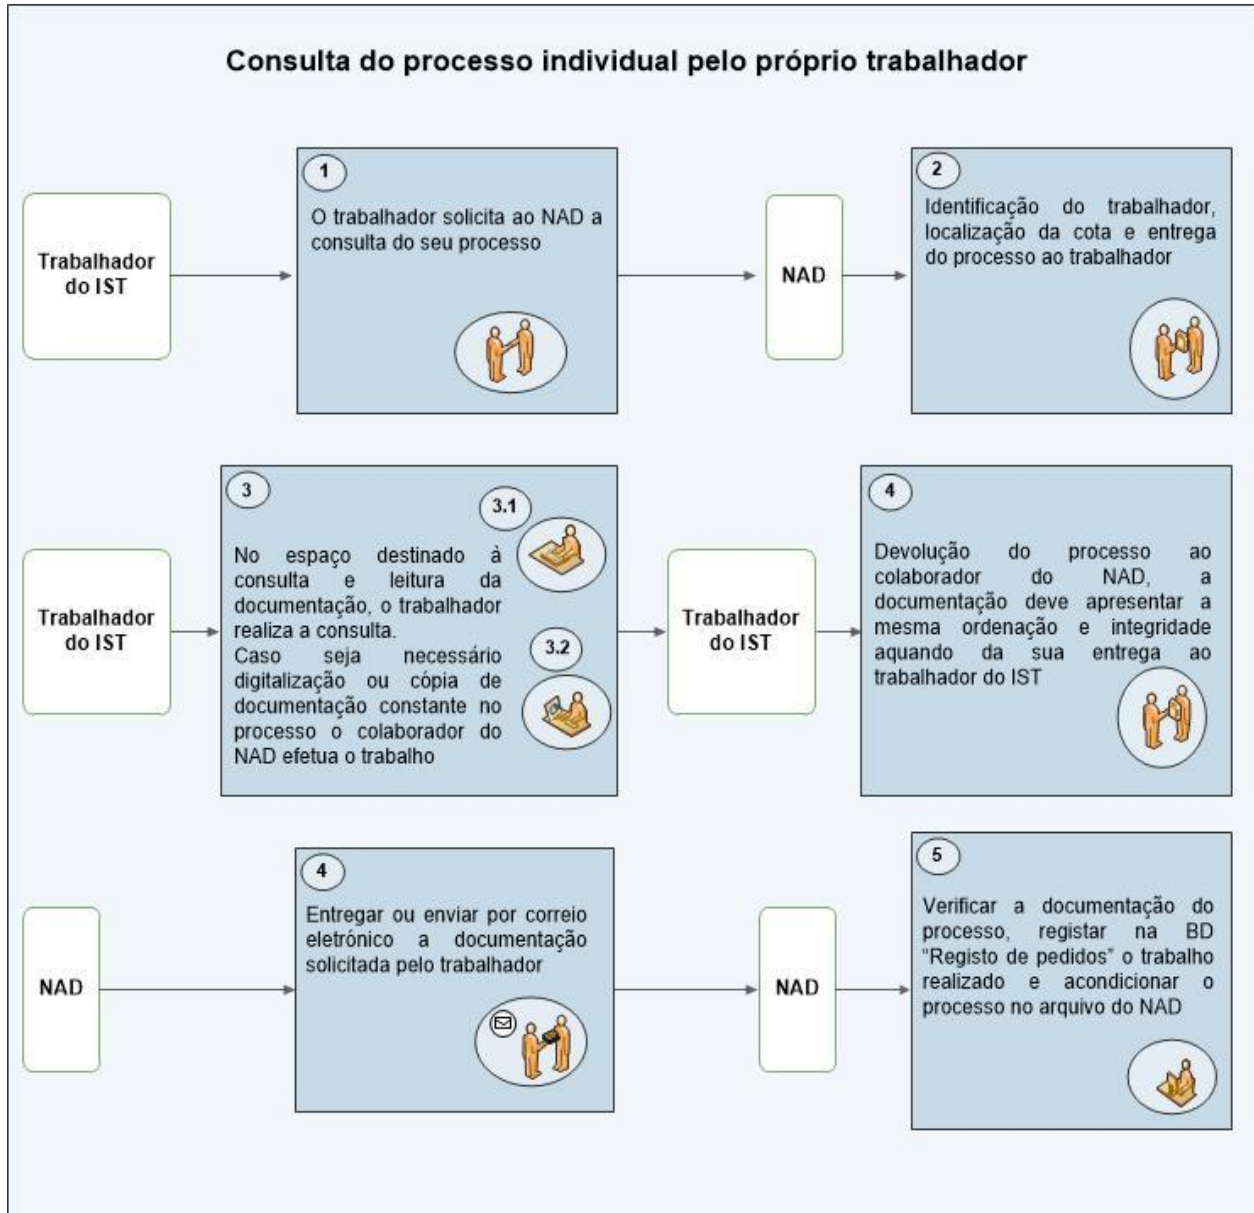 Consulta do processo individual pelo próprio trabalhador
Trabalhador
do IST
1
O trabalhador solicita ao NAD a
consulta do seu processo
NAD
2
Identificação do trabalhador,
localização da cota e entrega
do processo ao trabalhador
Trabalhador
do IST
3
3.1
No espaço destinado à
consulta e leitura da
documentação, o trabalhador
realiza a consulta.
3.2
Caso seja necessário
digitalização ou cópia de
documentação constante no
processo o colaborador do
NAD efetua o trabalho
Trabalhador
do IST
4
Devolução do processo ao
colaborador do NAD, a
documentação deve apresentar a
mesma ordenação e integridade
aquando da sua entrega ao
trabalhador do IST
NAD
4
Entregar ou enviar por correio
eletrónico a documentação
solicitada pelo trabalhador
NAD
5
Verificar a documentação do
processo, registar na BD
“Registo de pedidos” o trabalho
realizado e acondicionar o
processo no arquivo do NAD